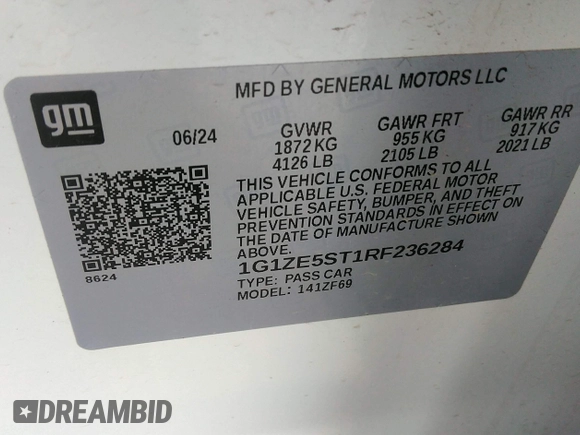 gm
MFD BY GENERAL MOTORS LLC
06/24
GVWR
1872 KG
4126 LB
GAWR FRT
955 KG
2105 LB
GAWR RR
917 KG
2021 LB
THIS VEHICLE CONFORMS TO ALL
APPLICABLE U.S. FEDERAL MOTOR
VEHICLE SAFETY, BUMPER, AND THEFT
PREVENTION STANDARDS IN EFFECT ON
THE DATE OF MANUFACTURE SHOWN
ABOVE.
1G1ZE5ST1RF236284
TYPE: PASS CAR
MODEL: 141ZF69
8624
DREAMBID